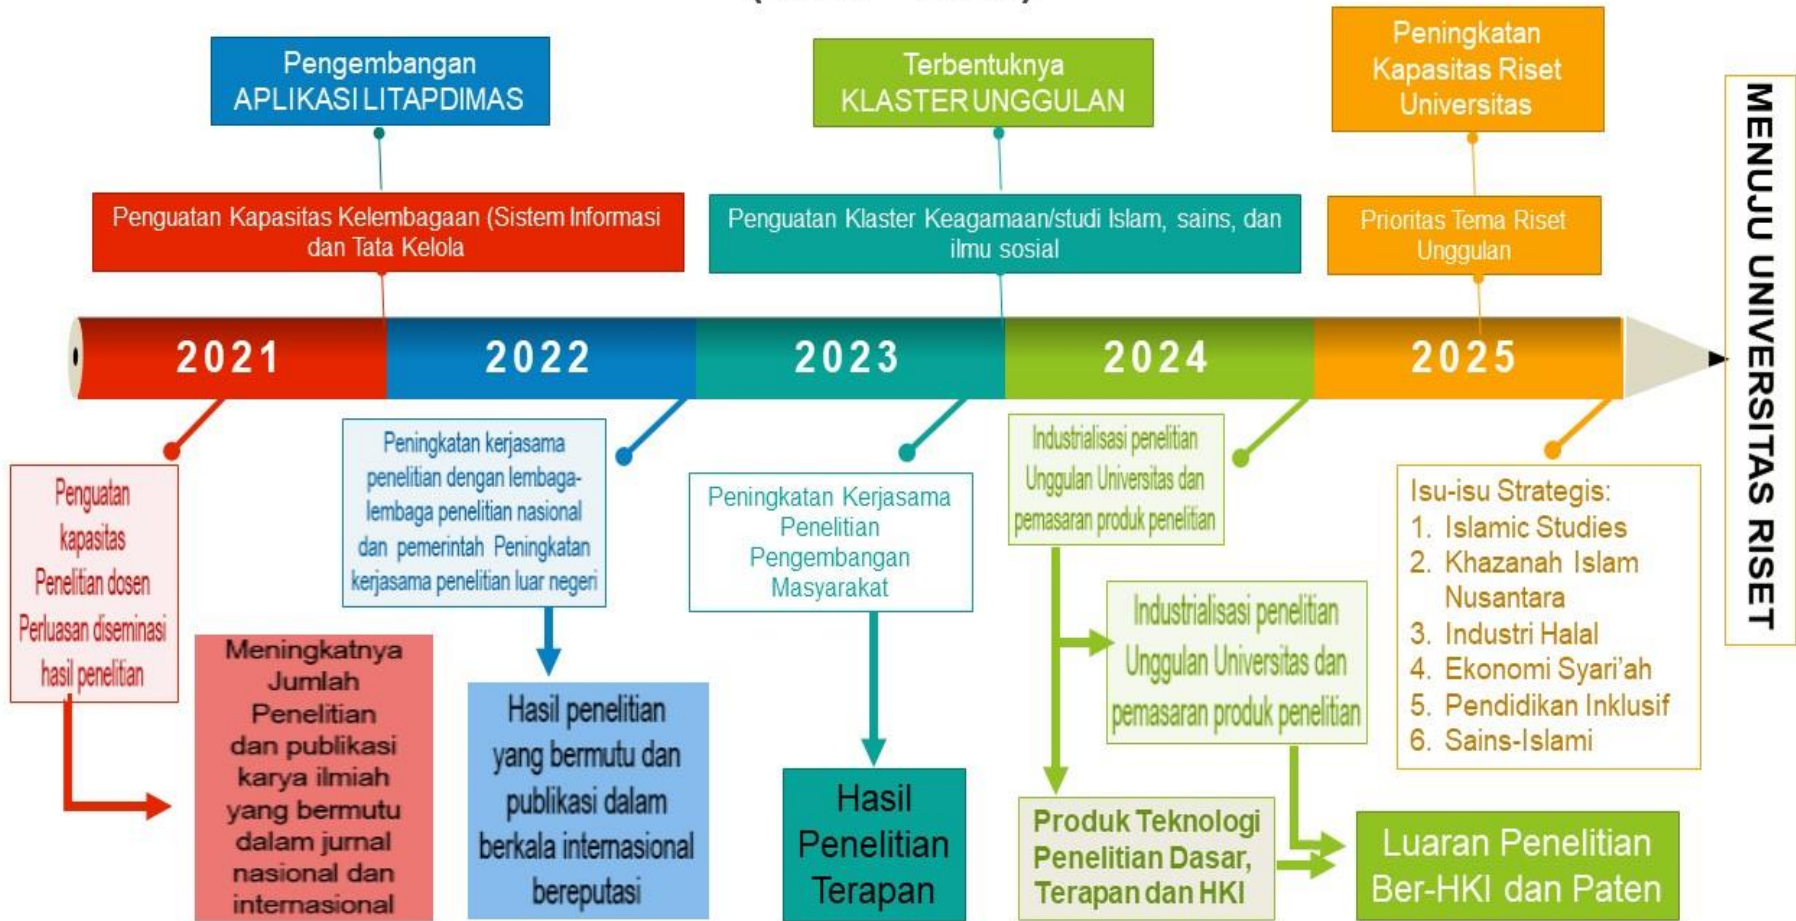 Pengembangan
APLIKASI LITAPDIMAS
Terbentuknya
KLASTER UNGGULAN
Peningkatan
Kapasitas Riset
Universitas
Penguatan Kapasitas Kelembagaan (Sistem Informasi
dan Tata Kelola
Penguatan Klaster Keagamaan/studi Islam, sains, dan
ilmu sosial
Prioritas Tema Riset
Unggulan
2021
2022
2023
2024
2025
MENUJU UNIVERSITAS RISET
Penguatan
kapasitas
Penelitian dosen
Perluasan diseminasi
hasil penelitian
Meningkatnya
Jumlah
Penelitian
dan publikasi
karya ilmiah
yang bermutu
dalam jurnal
nasional dan
internasional
Peningkatan kerjasama
penelitian dengan lembaga-
lembaga penelitian nasional
dan pemerintah Peningkatan
kerjasama penelitian luar negeri
Hasil penelitian
yang bermutu dan
publikasi dalam
berkala internasional
bereputasi
Peningkatan Kerjasama
Penelitian
Pengembangan
Masyarakat
Hasil
Penelitian
Terapan
Industrialisasi penelitian
Unggulan Universitas dan
pemasaran produk penelitian
Industrialisasi penelitian
Unggulan Universitas dan
pemasaran produk penelitian
Produk Teknologi
Penelitian Dasar,
Terapan dan HKI
Luaran Penelitian
Ber-HKI dan Paten
Isu-isu Strategis:
1. Islamic Studies
2. Khazanah Islam
Nusantara
3. Industri Halal
4. Ekonomi Syari'ah
5. Pendidikan Inklusif
6. Sains-Islami